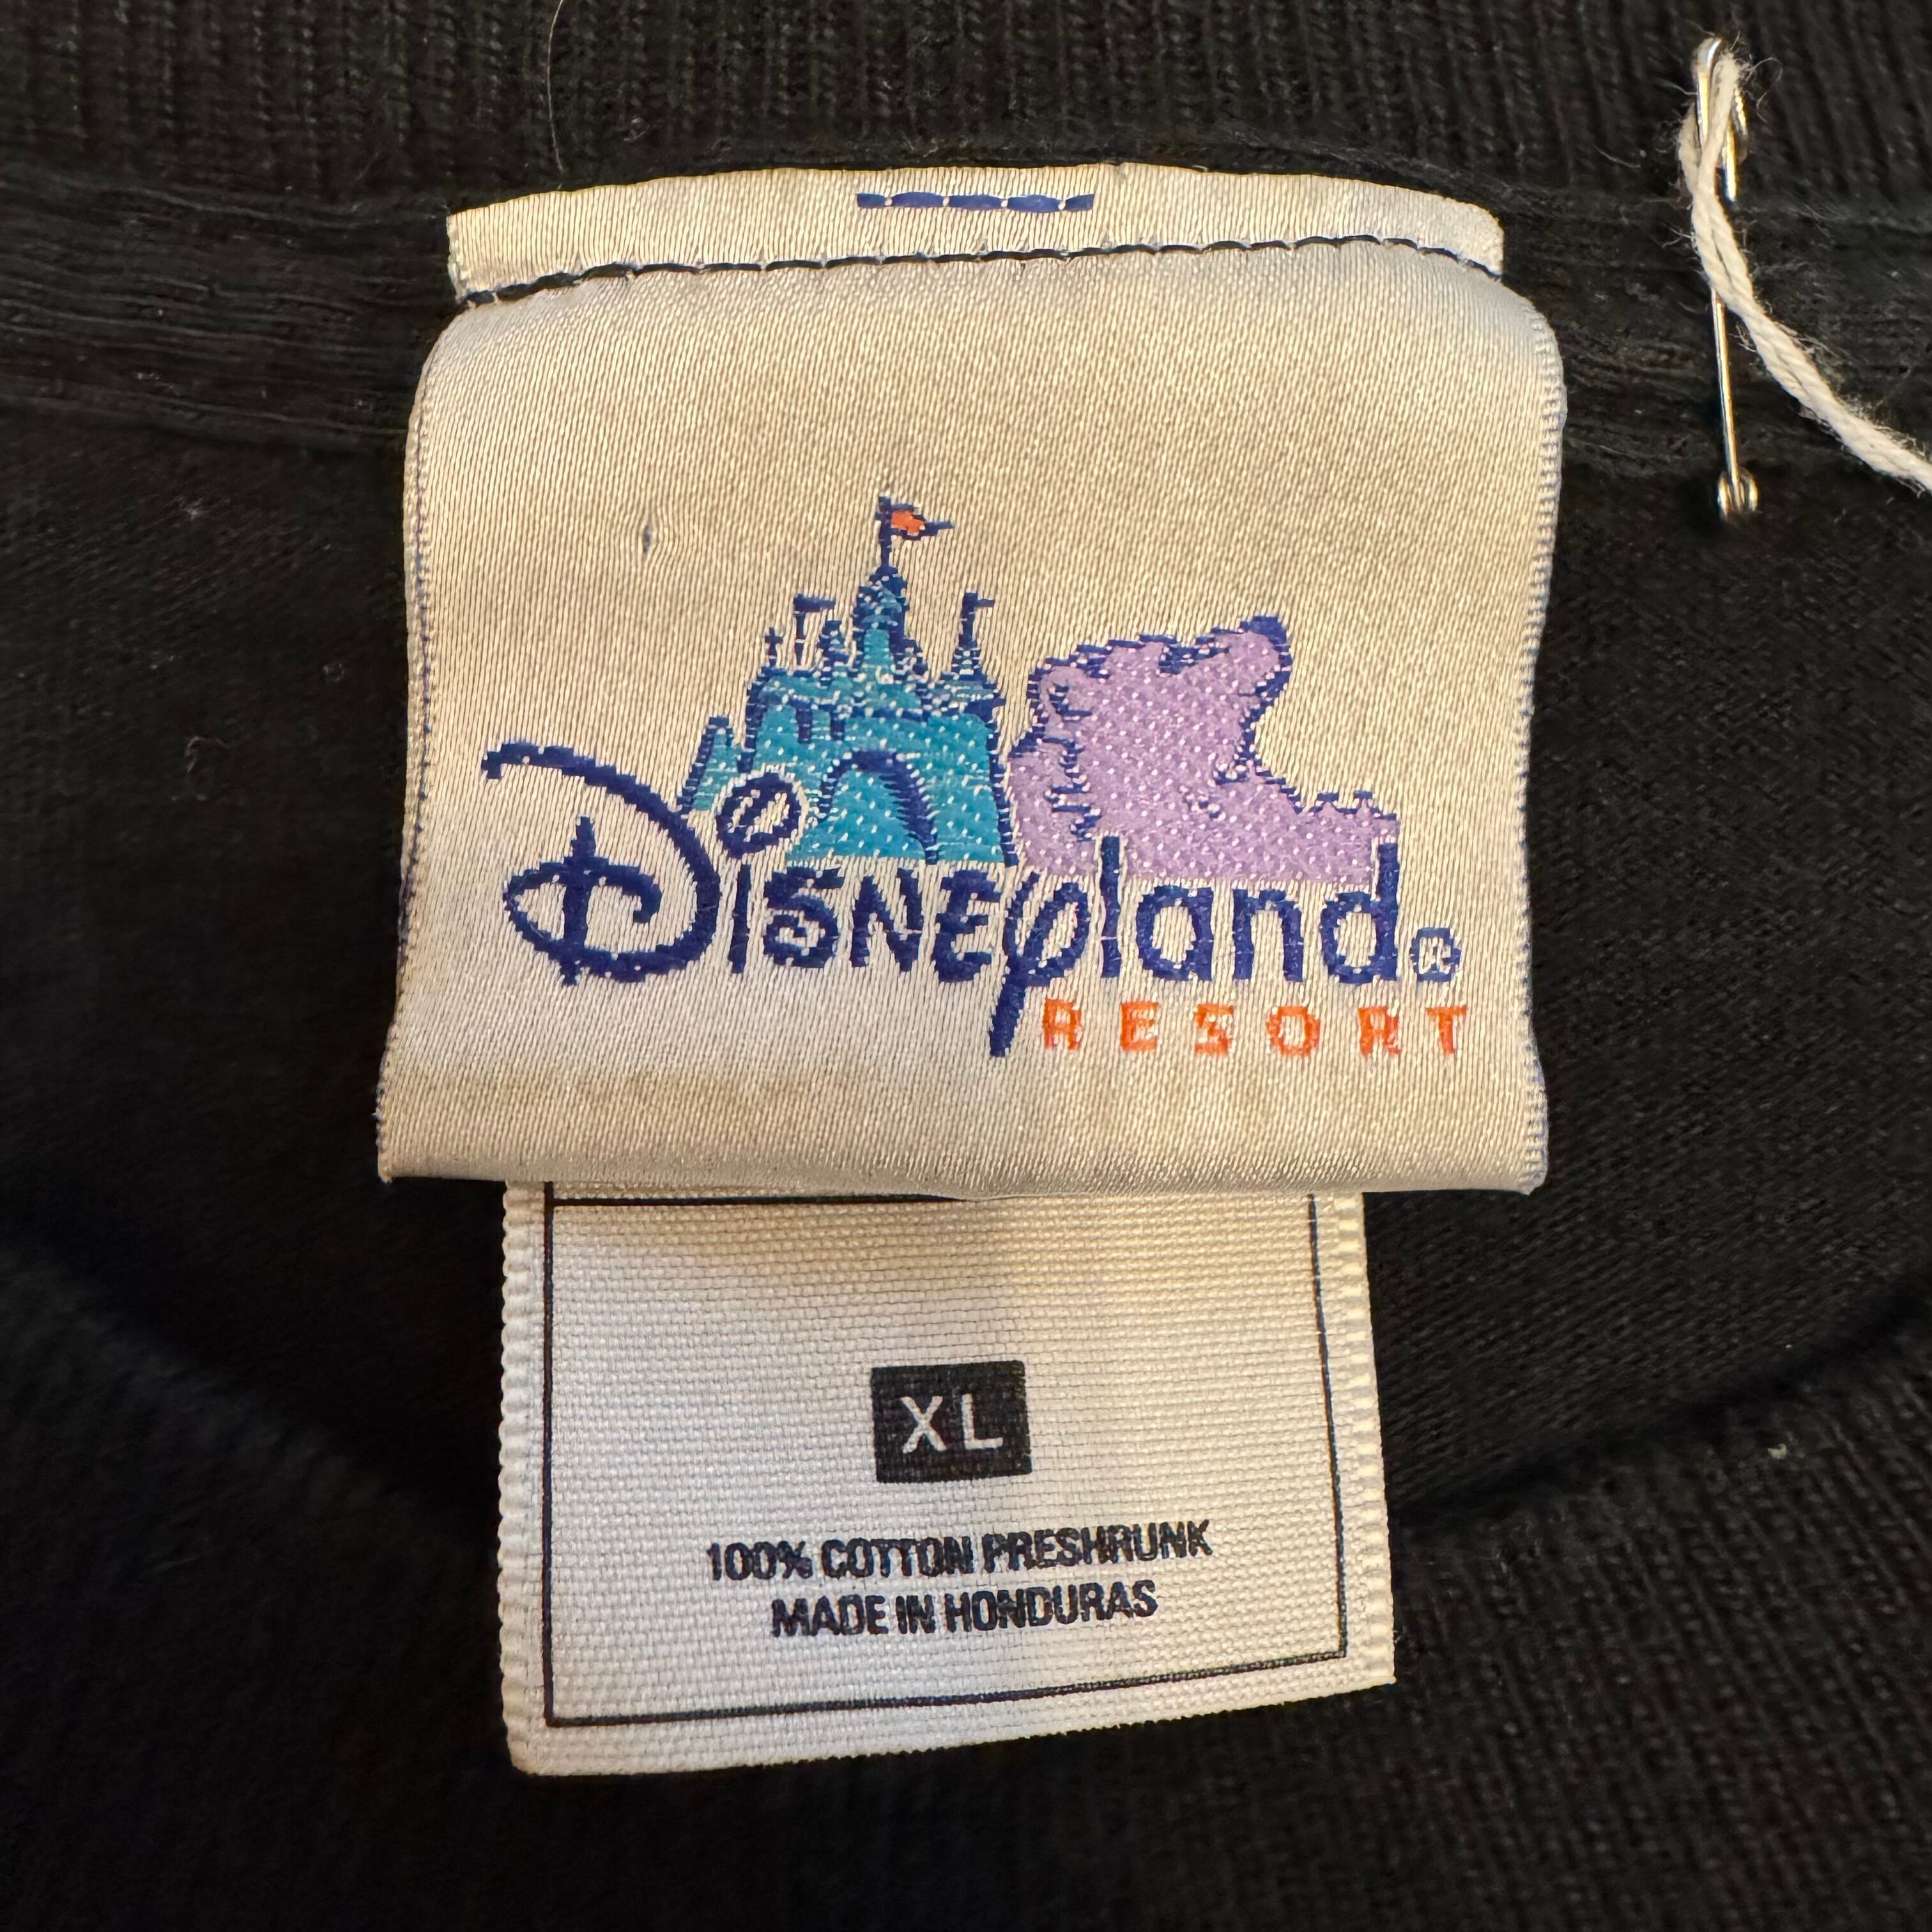 Disneyland®
RESORT
XL
100% COTTON PRESHRUNK
MADE IN HONDURAS